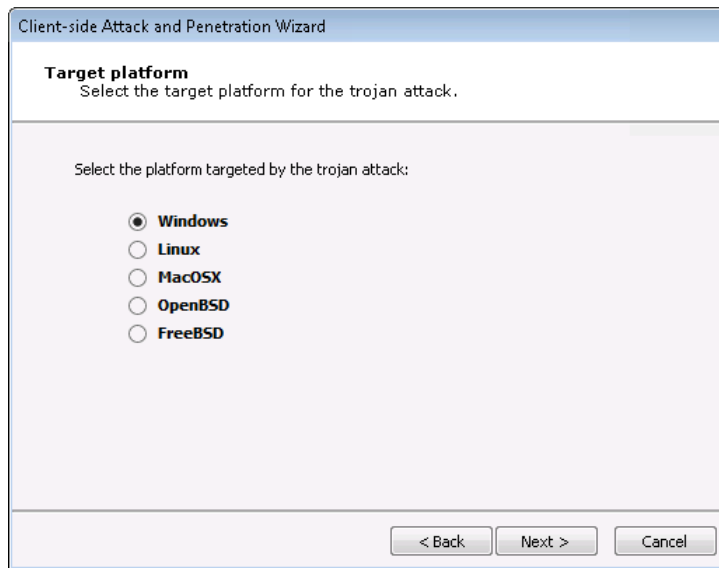 Client-side Attack and Penetration Wizard
Target platform
Select the target platform for the trojan attack.
Select the platform targeted by the trojan attack:
Windows
Linux
MacOSX
OpenBSD
FreeBSD
< Back Next > Cancel